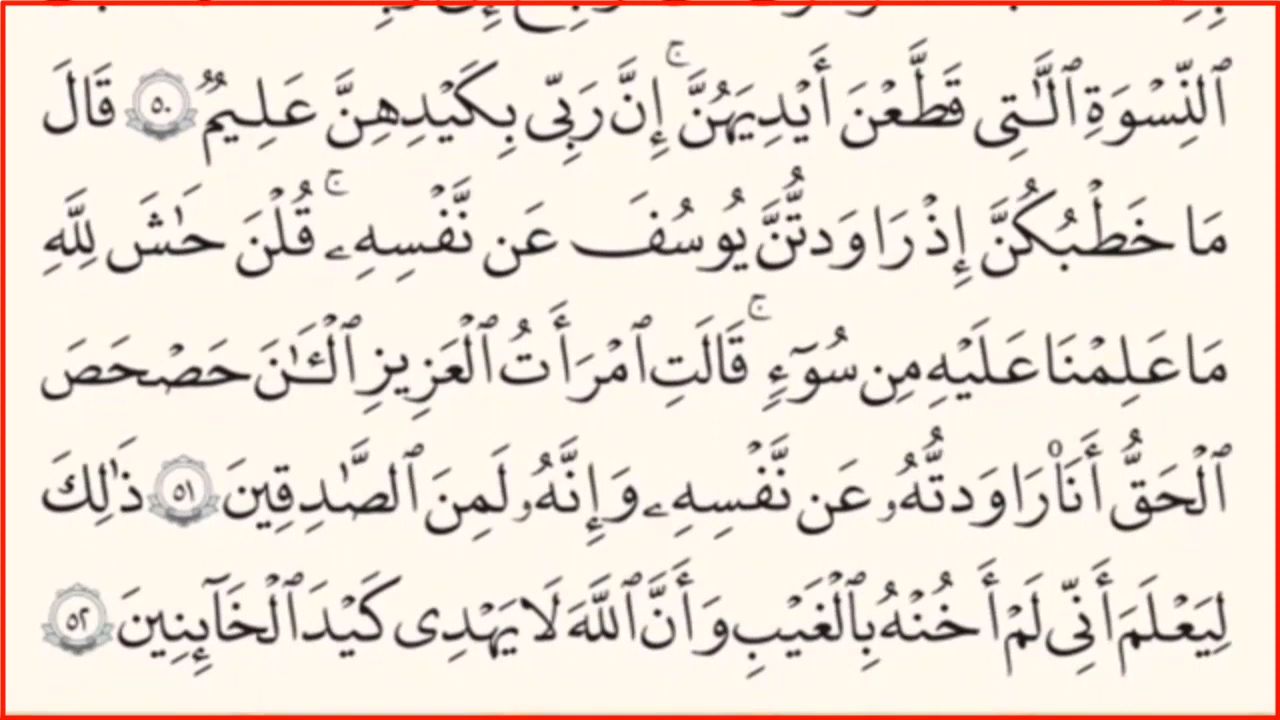 ٱلنِّسْوَةِ ٱلَّٰتِى قَطَّعْنَ أَيْدِيَهُنَّ ۚ إِنَّ رَبِّى بِكَيْدِهِنَّ عَلِيمٌ ٥٠ قَالَ
مَا خَطْبُكُنَّ إِذْ رَٰوَدتُّنَّ يُوسُفَ عَن نَّفْسِهِۦ ۚ قُلْنَ حَٰشَ لِلَّهِ
مَا عَلِمْنَا عَلَيْهِ مِن سُوٓءٍ ۚ قَالَتِ ٱمْرَأَتُ ٱلْعَزِيزِ ٱلْـَٰٔنَ حَصْحَصَ
ٱلْحَقُّ أَنَا۠ رَاوَدتُّهُۥ عَن نَّفْسِهِۦ وَإِنَّهُۥ لَمِنَ ٱلصَّٰدِقِينَ ٥١ ذَٰلِكَ
لِيَعْلَمَ أَنِّى لَمْ أَخُنْهُ بِٱلْغَيْبِ وَأَنَّ ٱللَّهَ لَا يَهْدِى كَيْدَ ٱلْخَآئِنِينَ ٥٢